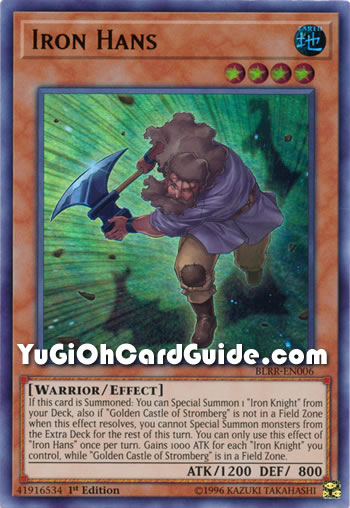 IRON HANS
EARTH
地
YuGiOhCardGuide.com
BLRR-EN006
[WARRIOR/EFFECT]
If this card is Summoned: You can Special Summon 1 "Iron Knight" from
your Deck, also if "Golden Castle of Stromberg" is not in a Field Zone
when this effect resolves, you cannot Special Summon monsters from
the Extra Deck for the rest of this turn. You can only use this effect of
"Iron Hans" once per turn. Gains 1000 ATK for each "Iron Knight" you
control, while "Golden Castle of Stromberg" is in a Field Zone.
ATK/1200 DEF/ 800
41916534 1st Edition ©1996 KAZUKI TAKAHASHI